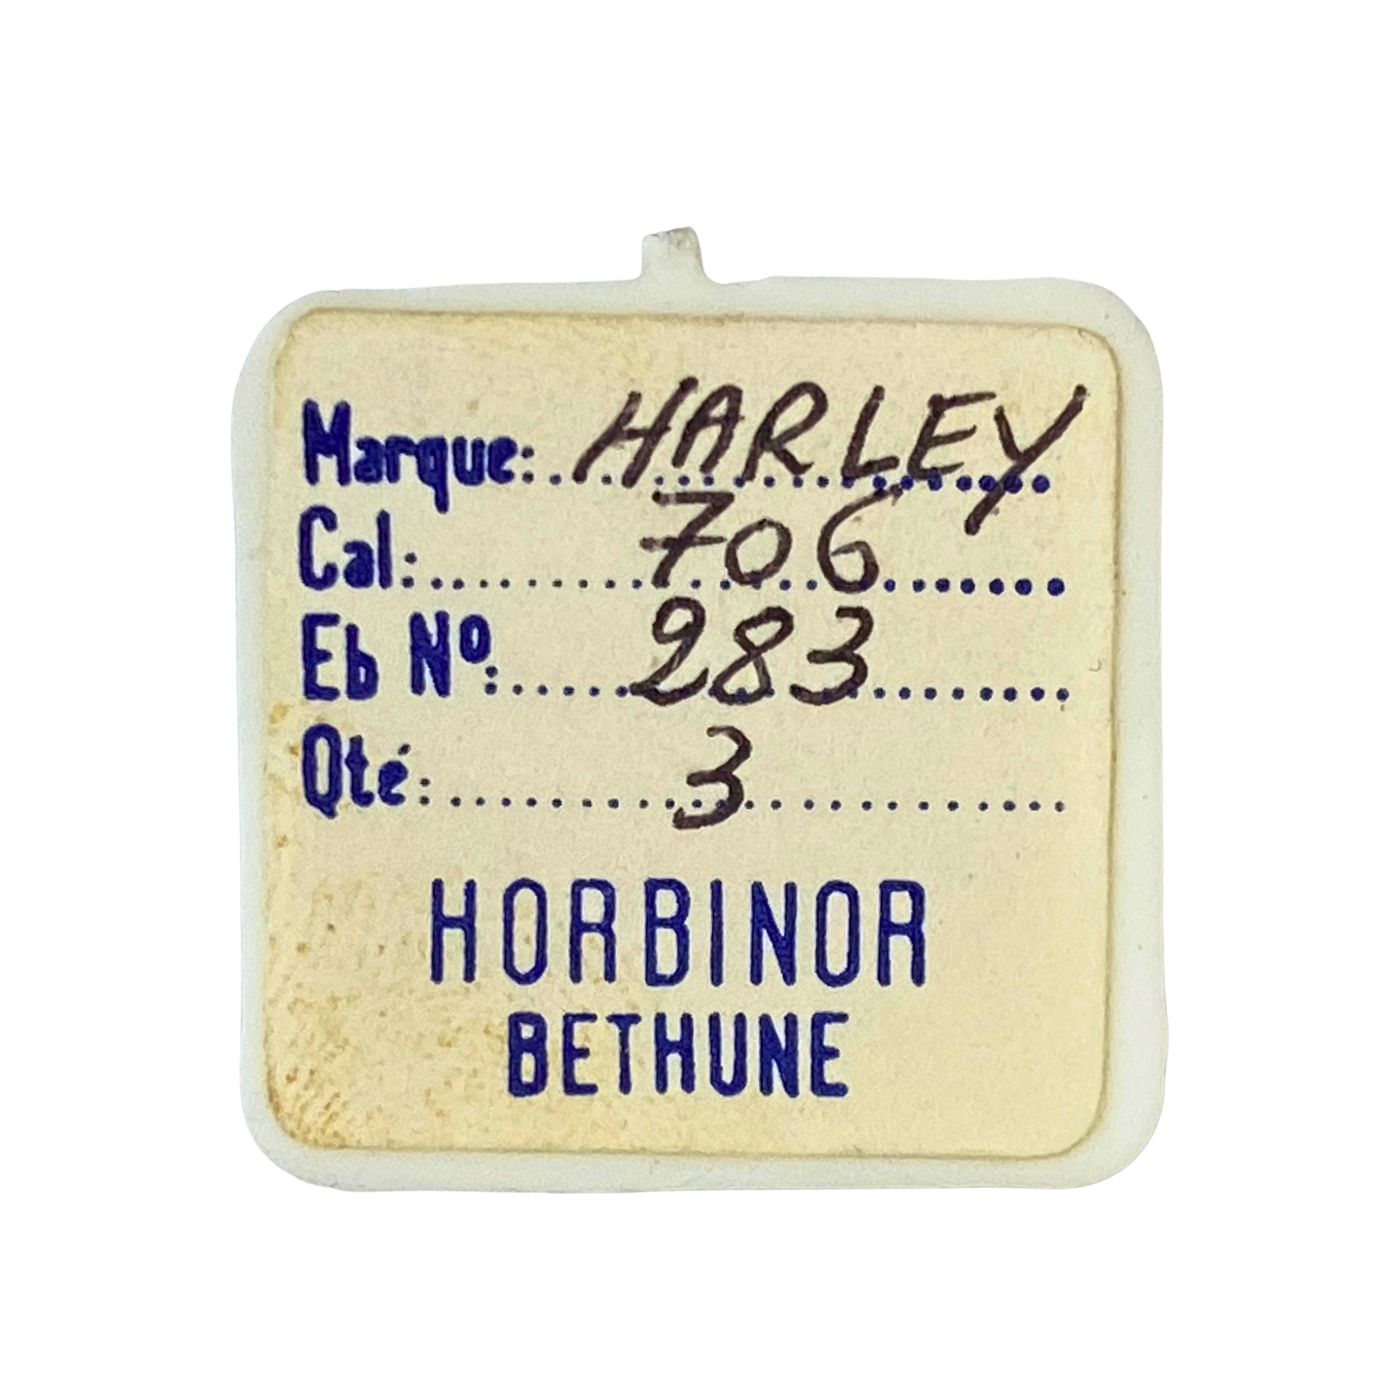 Marque: HARLEY
Cal: 706
Eb Nº: 283
Qté: 3
HORBINOR
BETHUNE